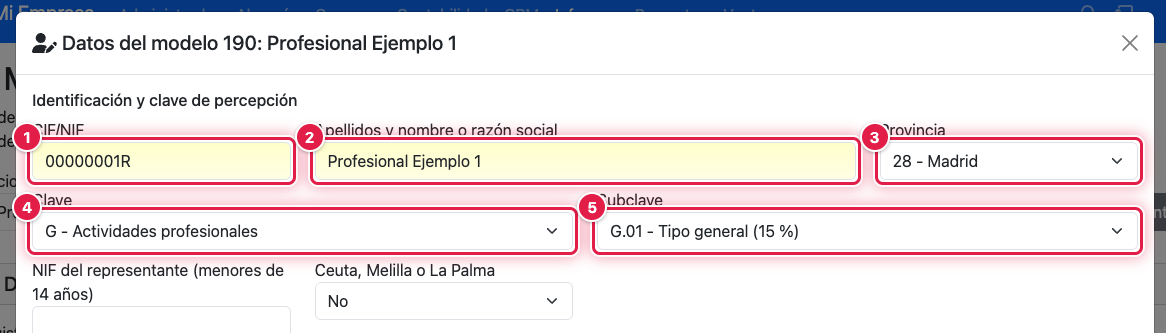 Mi Empresa
Datos del modelo 190: Profesional Ejemplo 1
Identificación y clave de percepción
1
CIF/NIF
2
Apellidos y nombre o razón social
3
Provincia
00000001R
Profesional Ejemplo 1
28 - Madrid
4
Clave
5
Subclave
G - Actividades profesionales
G.01 - Tipo general (15 %)
NIF del representante (menores de
14 años)
Ceuta, Melilla o La Palma
No